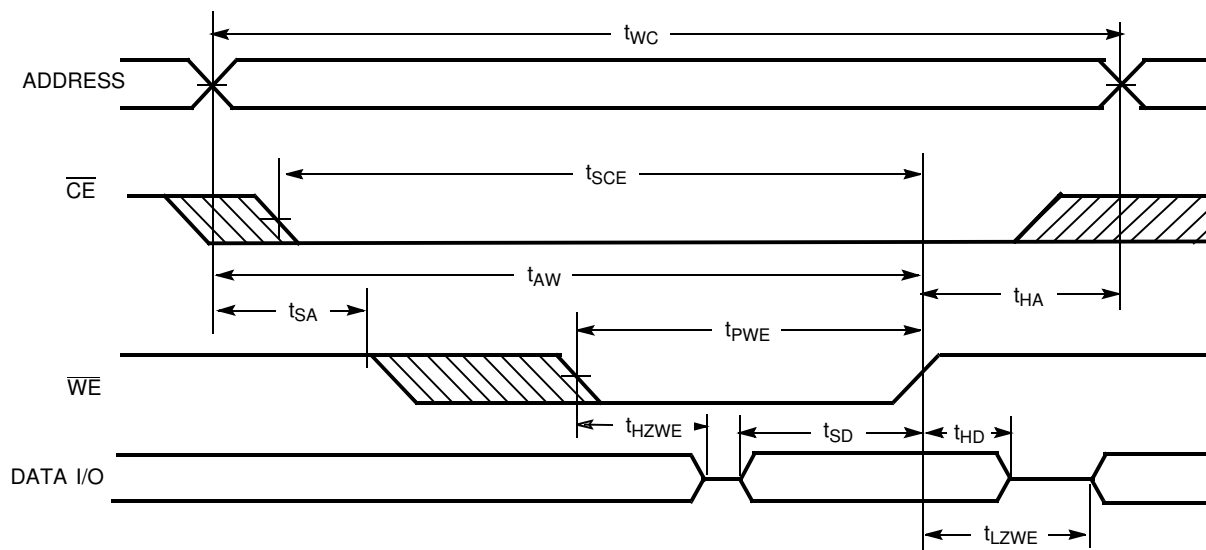 tWC
ADDRESS
CE
tSCE
tAW
tSA
tHA
tPWE
WE
tHZWE
tSD
tHD
DATA I/O
tLZWE